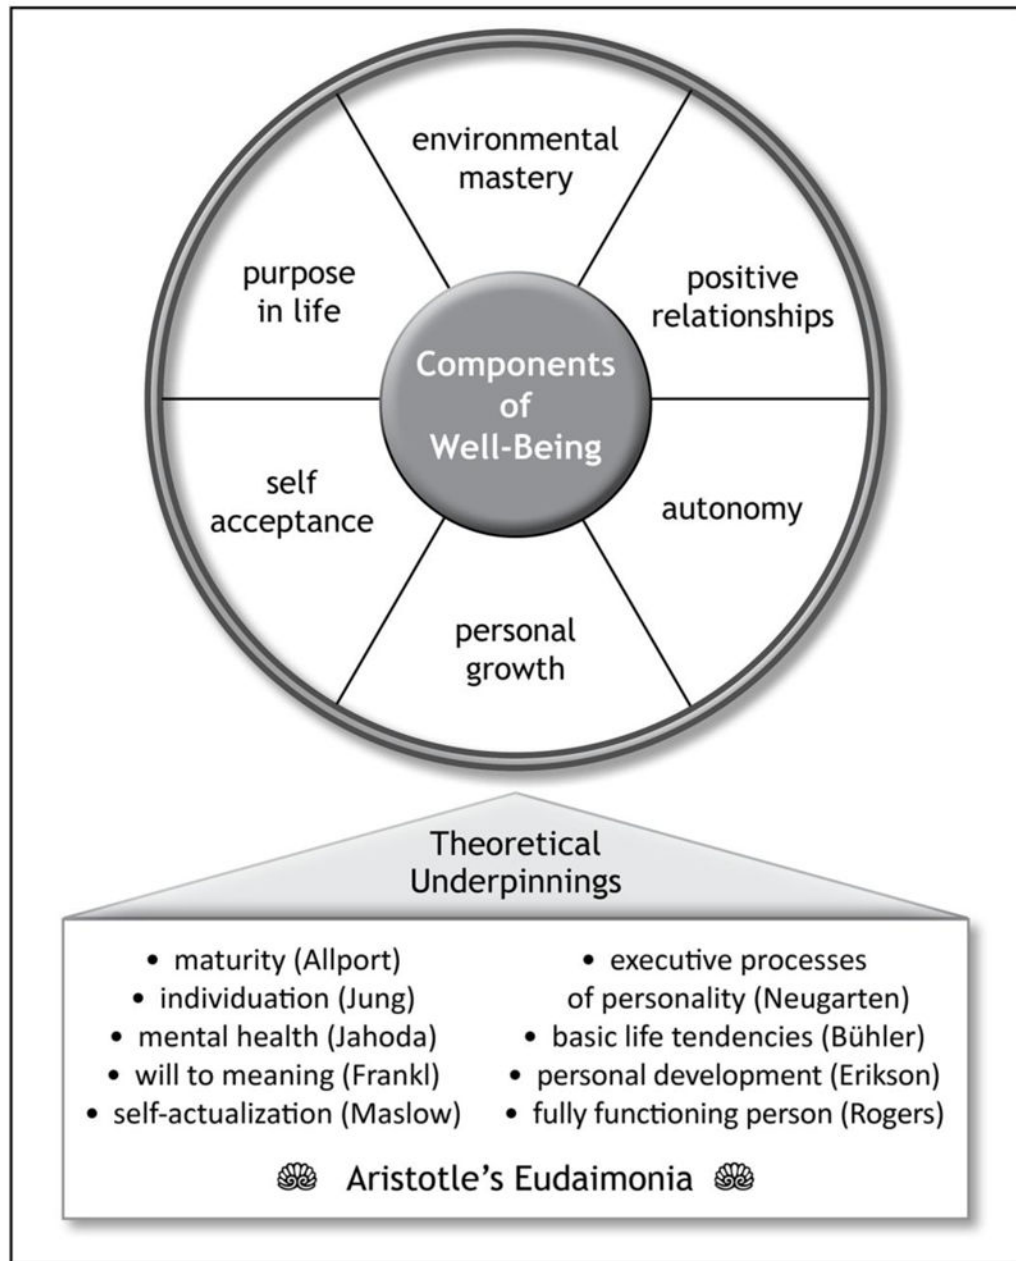 environmental
mastery
purpose
in life
positive
relationships
Components
of
Well-Being
self
acceptance
autonomy
personal
growth
Theoretical
Underpinnings
• maturity (Allport)
• individuation (Jung)
• mental health (Jahoda)
• will to meaning (Frankl)
• self-actualization (Maslow)
• executive processes
of personality (Neugarten)
• basic life tendencies (Bühler)
• personal development (Erikson)
• fully functioning person (Rogers)
Aristotle's Eudaimonia